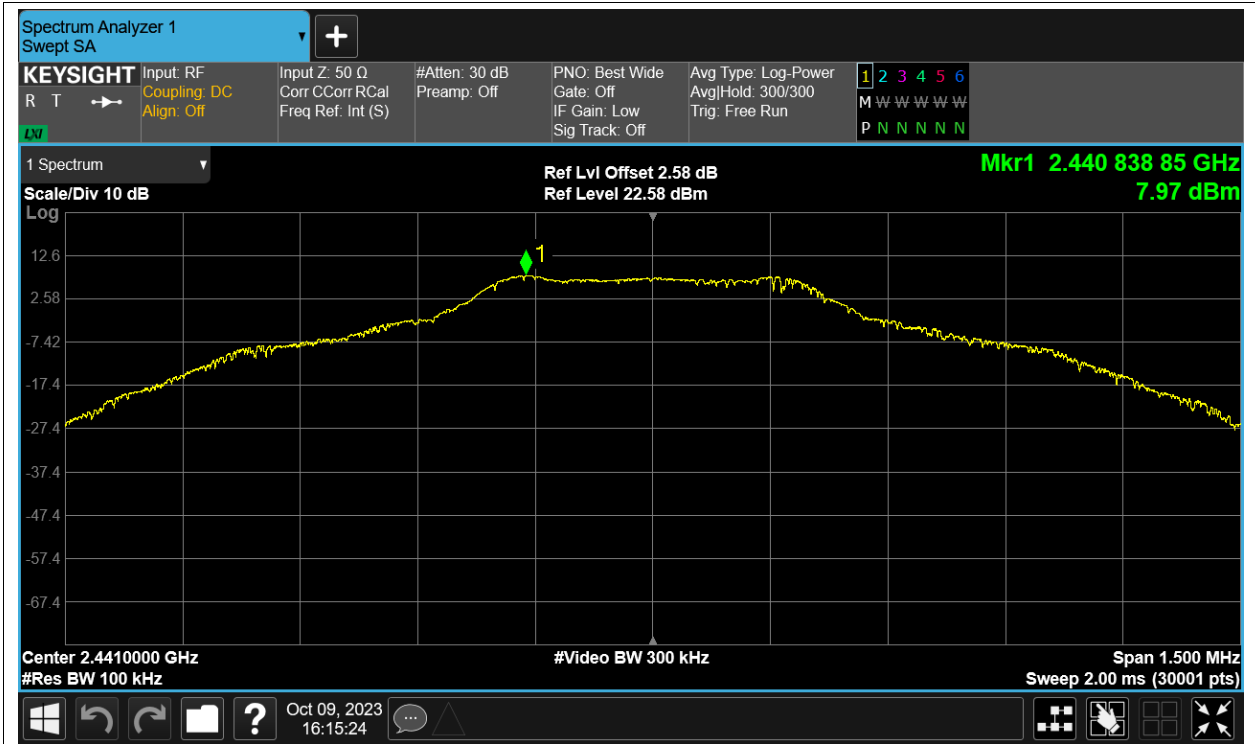 Spectrum Analyzer 1
Swept SA
KEYSIGHT
R T
LXI
Input: RF
Coupling: DC
Align: Off
Input Z: 50 Ω
Corr CCorr RCal
Freq Ref: Int (S)
#Atten: 30 dB
Preamp: Off
PNO: Best Wide
Gate: Off
IF Gain: Low
Sig Track: Off
Avg Type: Log-Power
Avg|Hold: 300/300
Trig: Free Run
1 2 3 4 5 6
M W W W W W
P N N N N N
1 Spectrum
Scale/Div 10 dB
Log
Ref Lvl Offset 2.58 dB
Ref Level 22.58 dBm
Mkr1 2.440 838 85 GHz
7.97 dBm
1
12.6
2.58
-7.42
-17.4
-27.4
-37.4
-47.4
-57.4
-67.4
Center 2.4410000 GHz
#Res BW 100 kHz
#Video BW 300 kHz
Span 1.500 MHz
Sweep 2.00 ms (30001 pts)
?
Oct 09, 2023
16:15:24